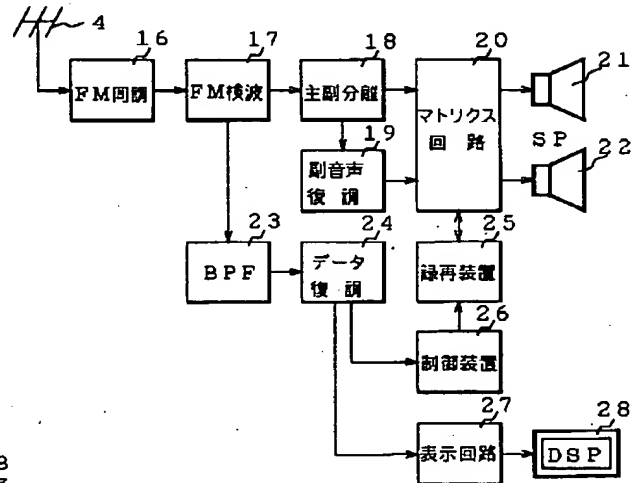 4
16
FM同調
17
FM検波
18
主副分離
19
副音声
復調
20
マトリクス
回路
21
SP
22
23
BPF
24
データ
復調
25
録再装置
26
制御装置
27
表示回路
28
DSP
8